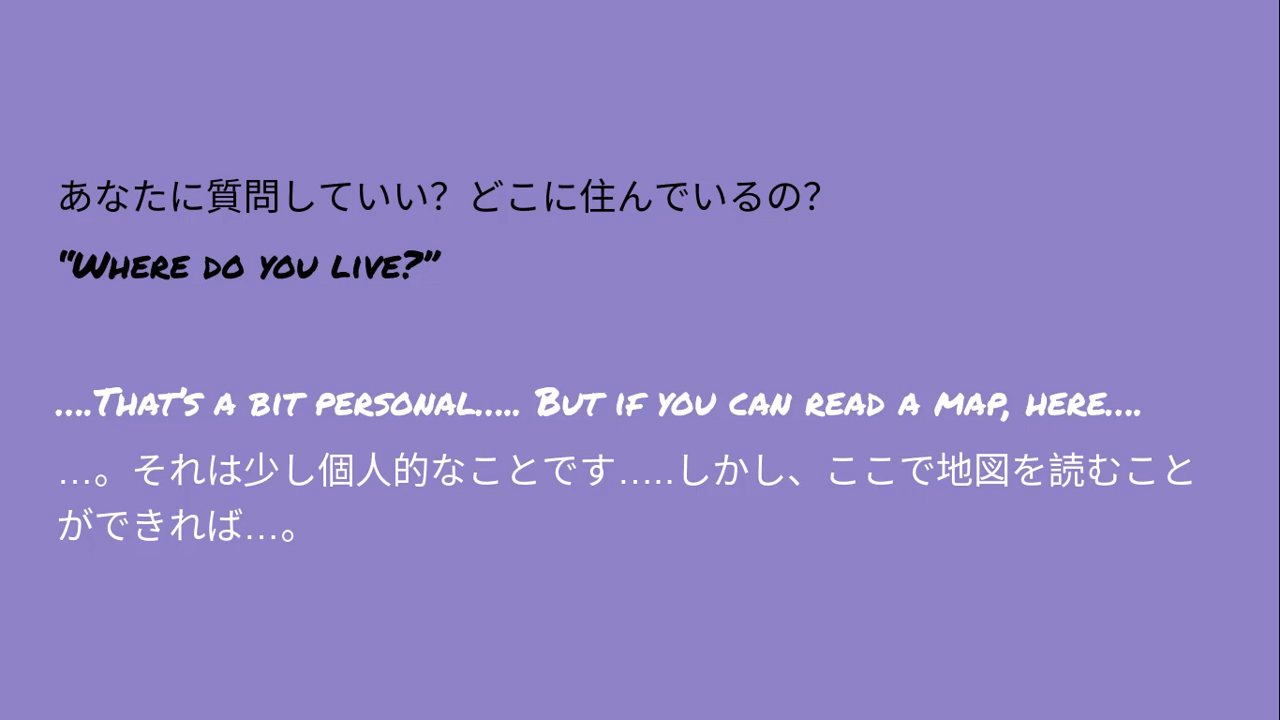 あなたに質問していい？どこに住んでいるの？
“Where do you live?”
....That’s a bit personal..... But if you can read a map, here....
…。それは少し個人的なことです…..しかし、ここで地図を読むこと
ができれば…。